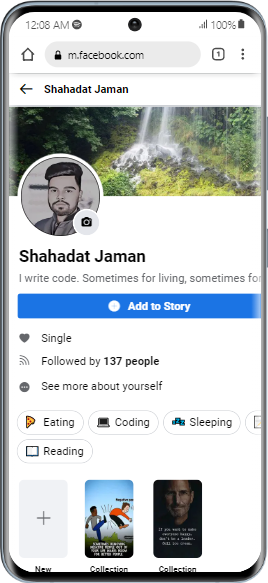 12:08 AM 100%
m.facebook.com 1
Shahadat Jaman
Shahadat Jaman
I write code. Sometimes for living, sometimes fo
Add to Story
Single
Followed by 137 people
See more about yourself
Eating Coding Sleeping
Reading
New Collection Collection